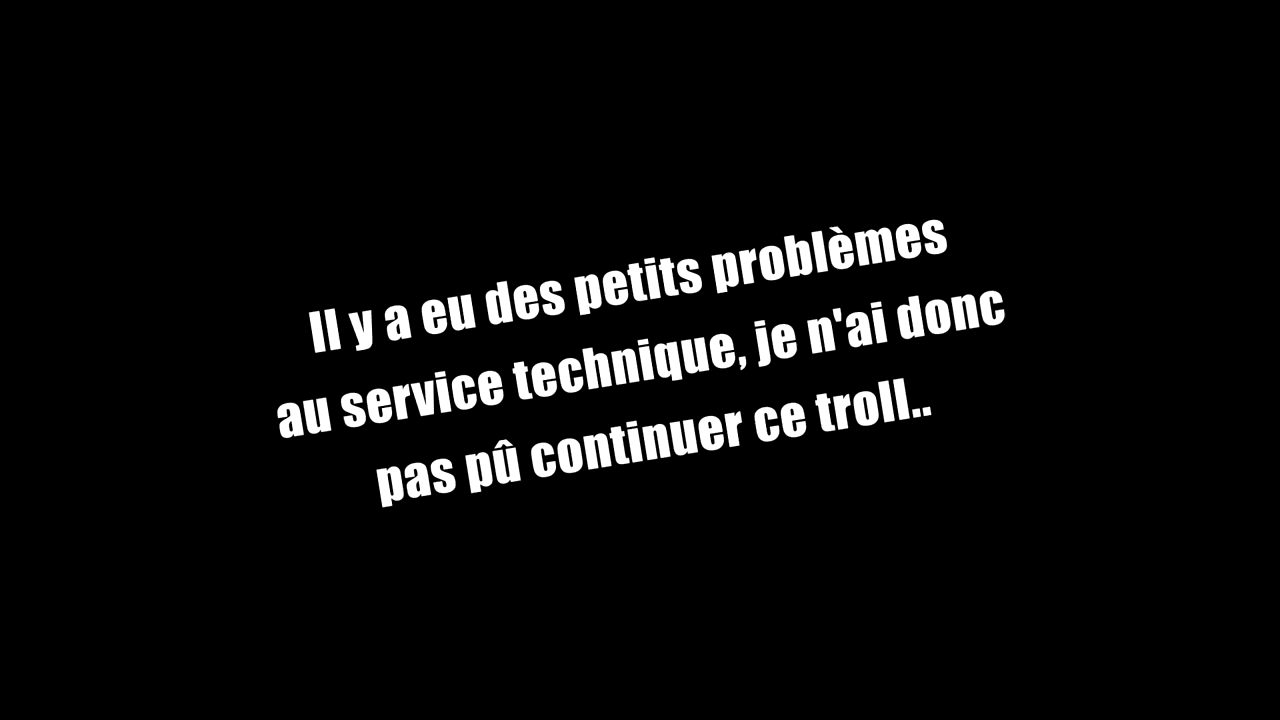 Il y a eu des petits problèmes
au service technique, je n'ai donc
pas pû continuer ce troll..